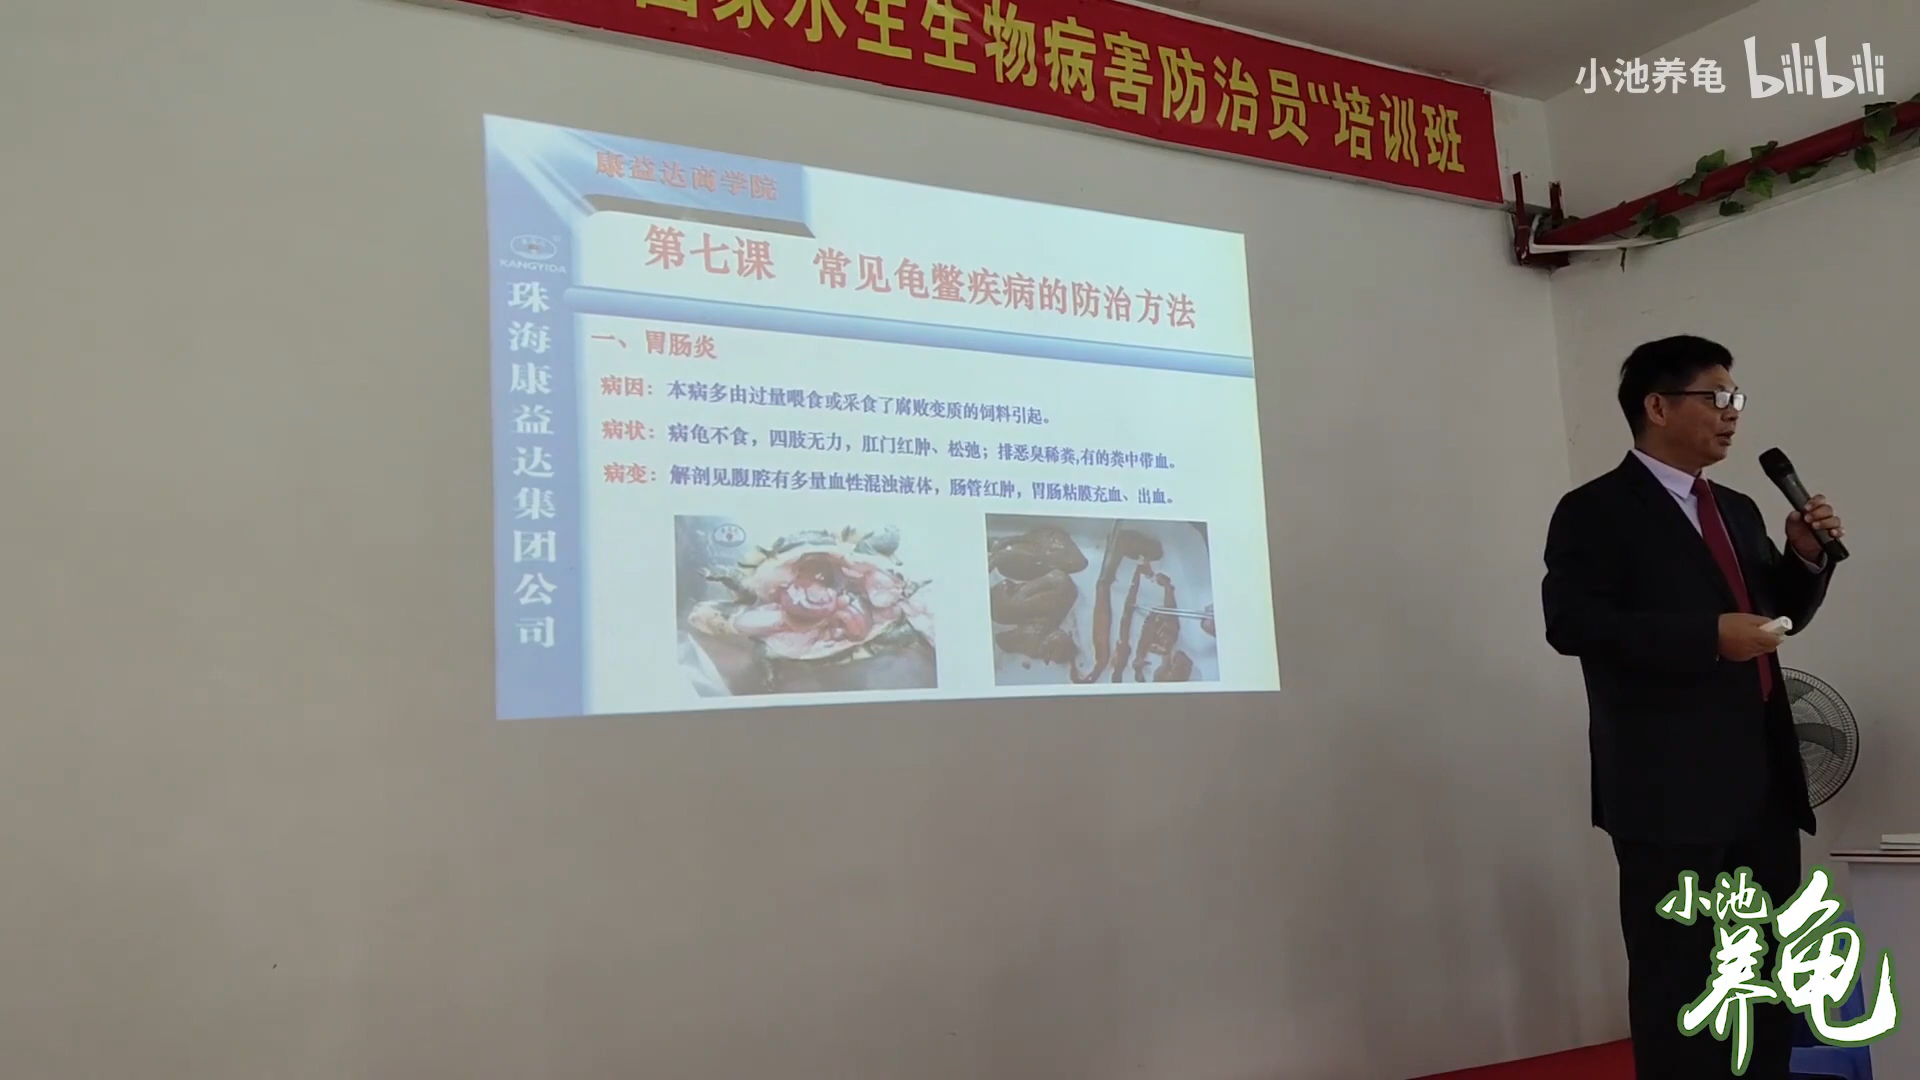 国家水生生物病害防治员"培训班
小池养龟 bilibili
康益达商学院
KANGYIDA
珠海康益达集团公司
第七课 常见龟鳖疾病的防治方法
一、胃肠炎
病因：本病多由过量喂食或采食了腐败变质的饲料引起。
病状：病龟不食，四肢无力，肛门红肿、松弛；排恶臭稀粪,有的粪中带血。
病变：解剖见腹腔有多量血性混浊液体，肠管红肿，胃肠粘膜充血、出血。
小池
养龟